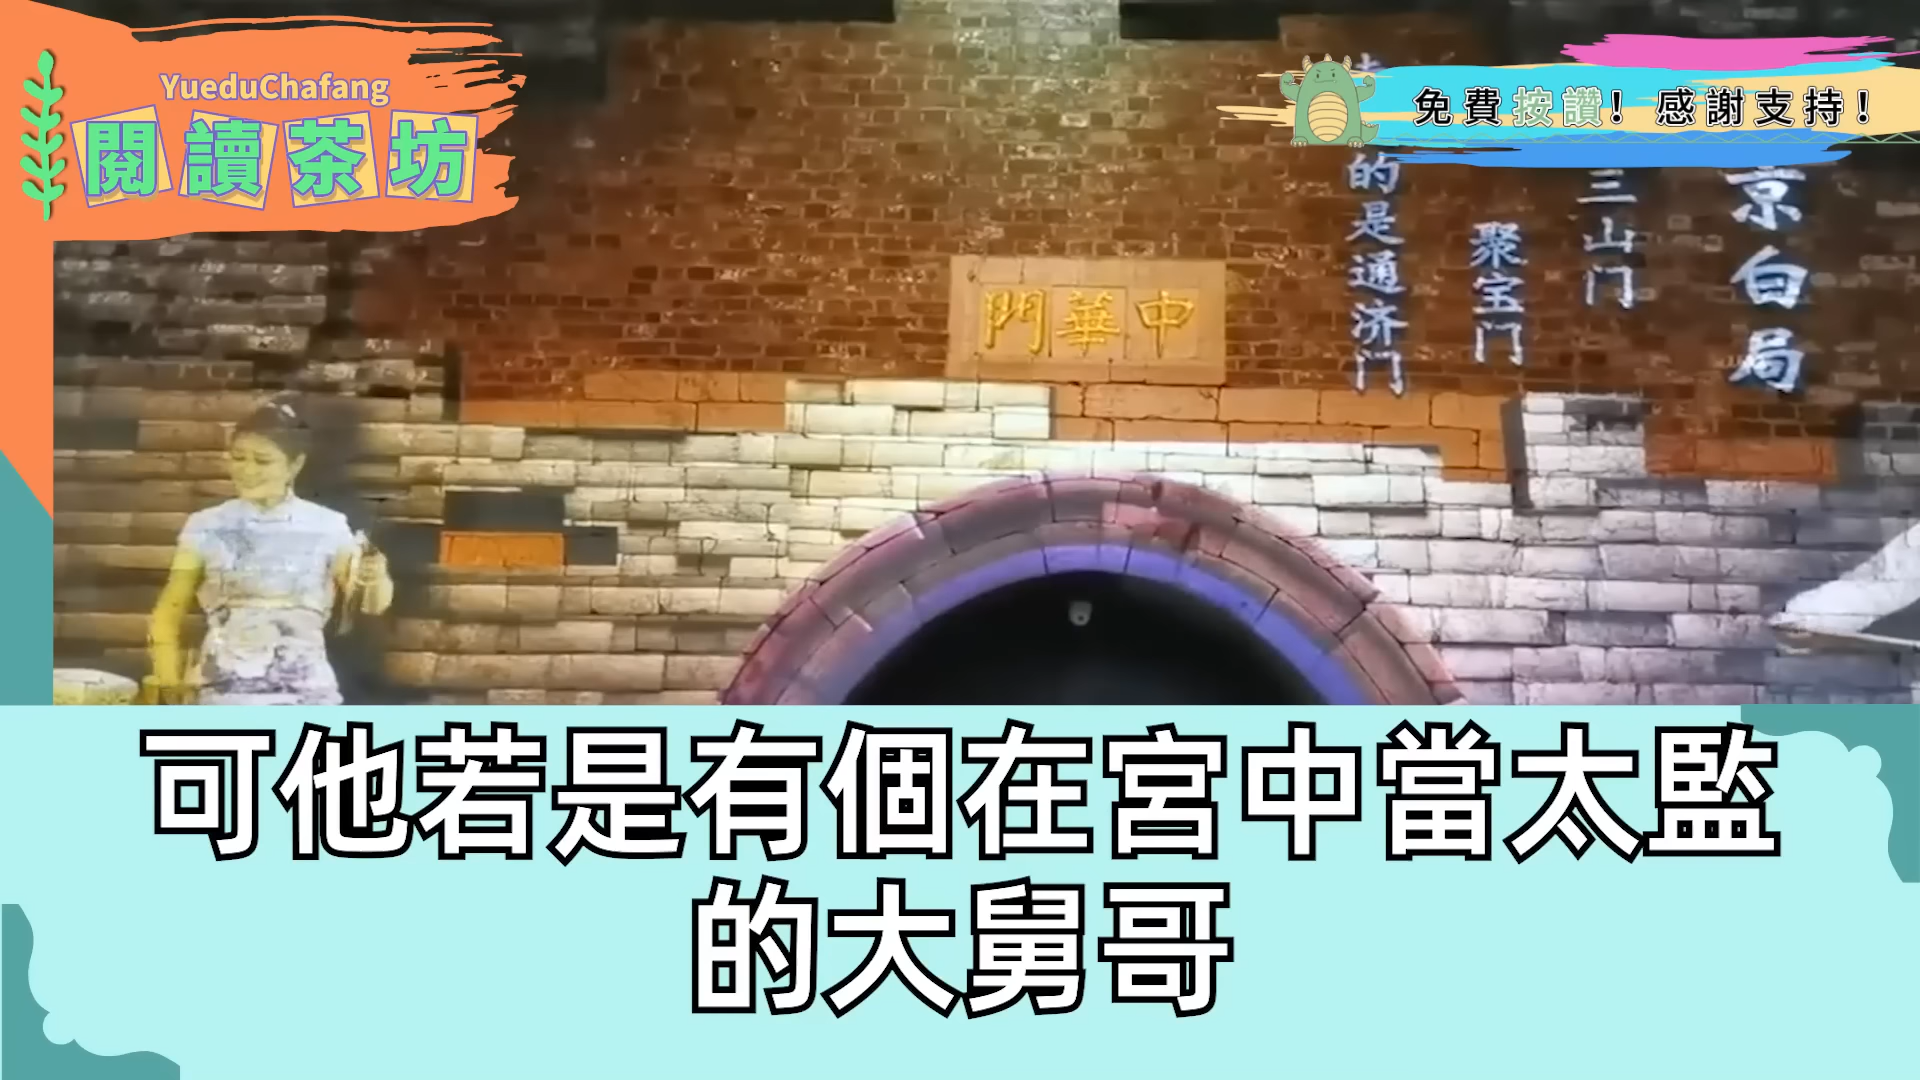 YueduChafang
閱讀茶坊
免費按讚！感謝支持！
京白局
三山门
聚宝门
的是通济门
門華中
可他若是有個在宮中當太監
的大舅哥